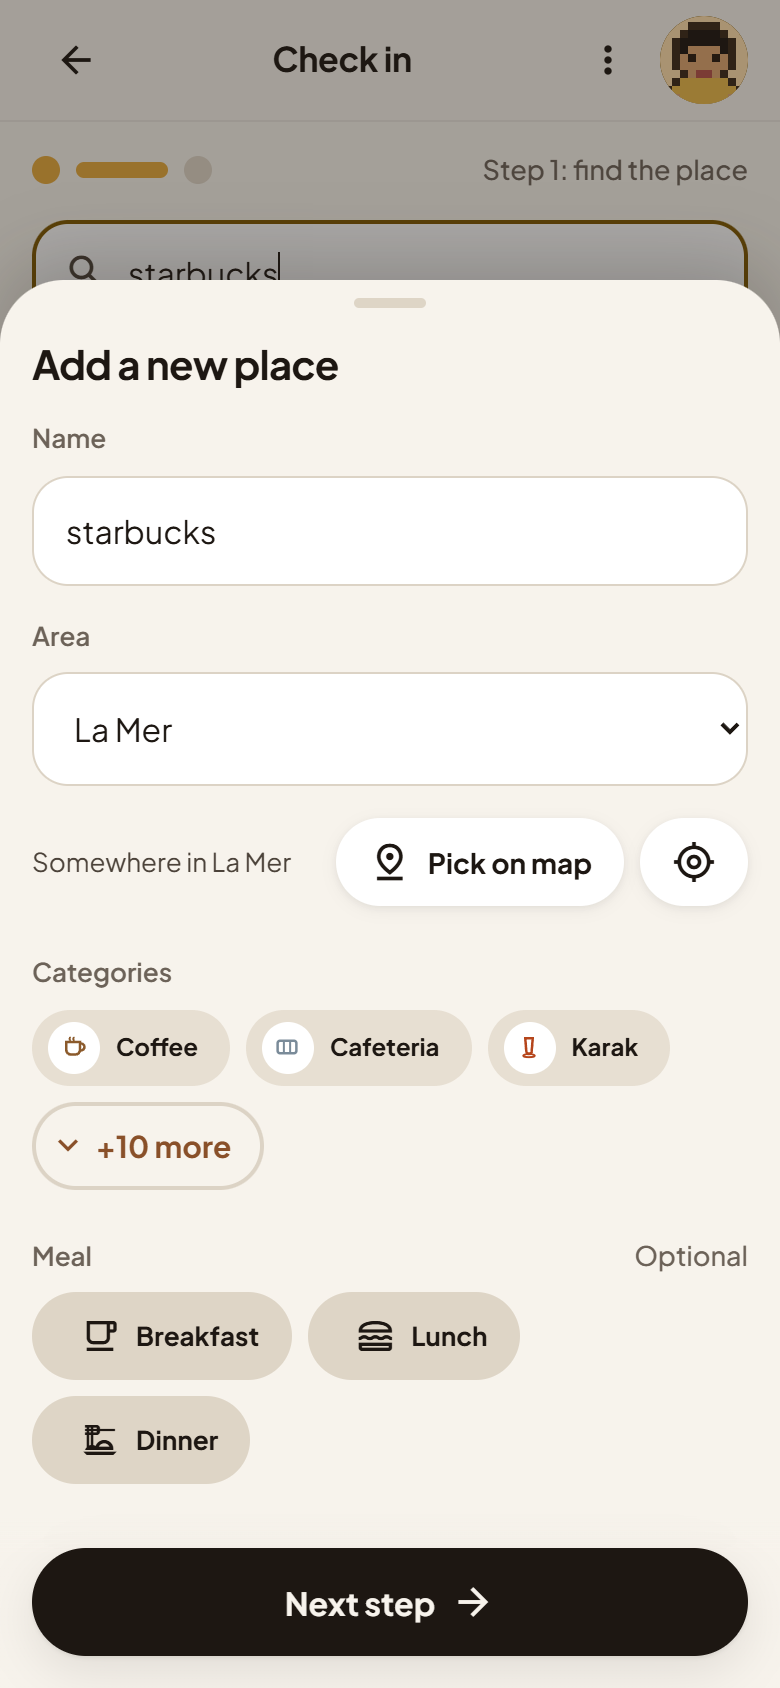 Check in
Step 1: find the place
starbucks
Add a new place
Name
starbucks
Area
La Mer
Somewhere in La Mer
Pick on map
Categories
Coffee
Cafeteria
Karak
+10 more
Meal
Optional
Breakfast
Lunch
Dinner
Next step